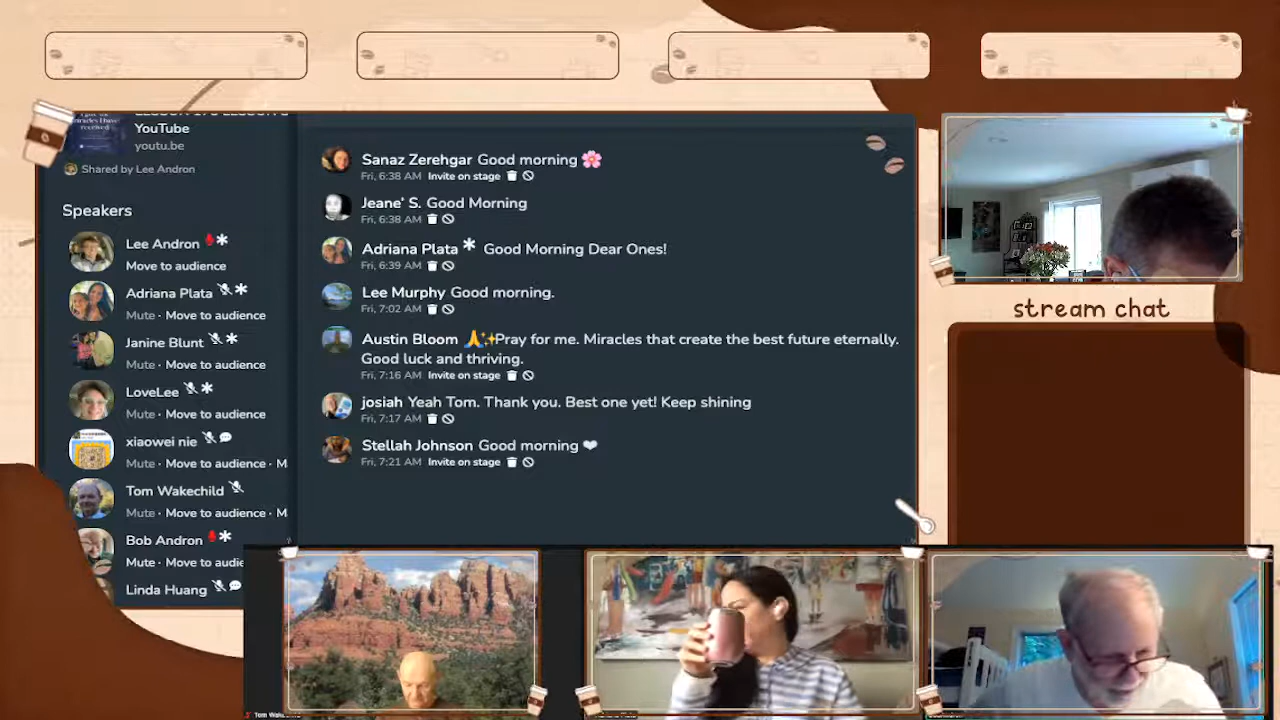 YouTube
youtu.be
Shared by Lee Andron
Speakers
Lee Andron
Move to audience
Adriana Plata
Mute · Move to audience
Janine Blunt
Mute · Move to audience
LoveLee
Mute · Move to audience
xiaowei nie
Mute · Move to audience · M
Tom Wakechild
Mute · Move to audience · M
Bob Andron
Mute · Move to audie
Linda Huang
Sanaz Zerehgar Good morning 🌸
Fri, 6:38 AM Invite on stage
Jeane' S. Good Morning
Fri, 6:38 AM
Adriana Plata * Good Morning Dear Ones!
Fri, 6:39 AM
Lee Murphy Good morning.
Fri, 7:02 AM
Austin Bloom 🙏✨Pray for me. Miracles that create the best future eternally.
Good luck and thriving.
Fri, 7:16 AM Invite on stage
josiah Yeah Tom. Thank you. Best one yet! Keep shining
Fri, 7:17 AM
Stellah Johnson Good morning ❤
Fri, 7:21 AM Invite on stage
stream chat